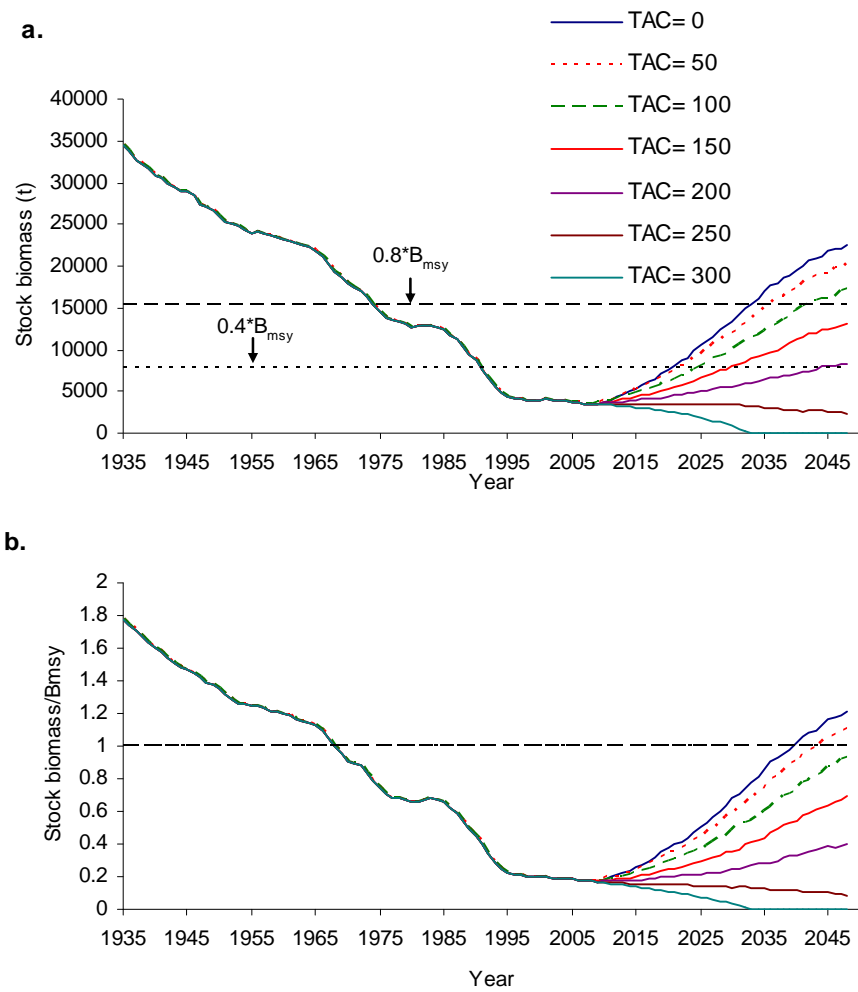 a.
TAC= 0
TAC= 50
TAC= 100
TAC= 150
TAC= 200
TAC= 250
TAC= 300
Stock biomass (t)
40000
35000
30000
25000
20000
15000
10000
5000
0
0.8*Bmsy
0.4*Bmsy
1935 1945 1955 1965 1975 1985 1995 2005 2015 2025 2035 2045
Year
b.
Stock biomass/Bmsy
2
1.8
1.6
1.4
1.2
1
0.8
0.6
0.4
0.2
0
1935 1945 1955 1965 1975 1985 1995 2005 2015 2025 2035 2045
Year